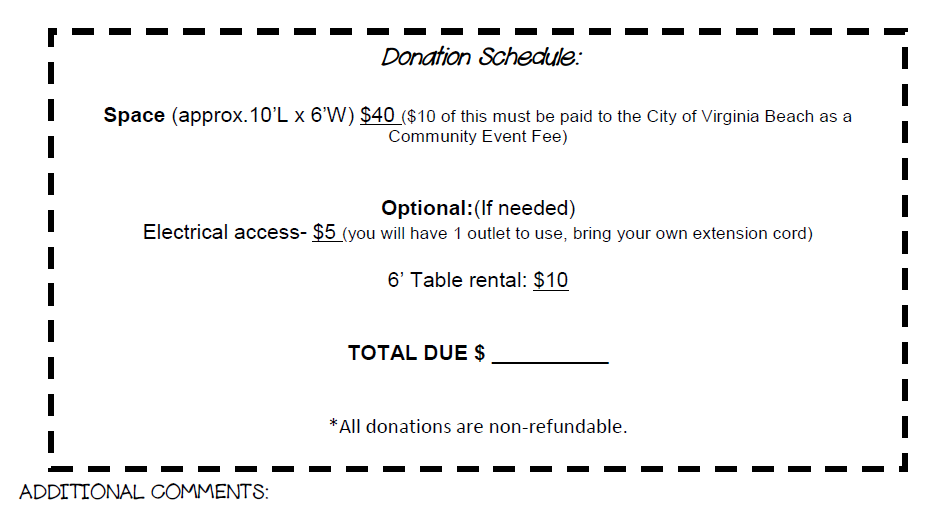 Donation Schedule:
Space (approx.10’L x 6’W) $40 ($10 of this must be paid to the City of Virginia Beach as a
Community Event Fee)
Optional:(If needed)
Electrical access- $5 (you will have 1 outlet to use, bring your own extension cord)
6’ Table rental: $10
TOTAL DUE $ __________
*All donations are non-refundable.
ADDITIONAL COMMENTS: